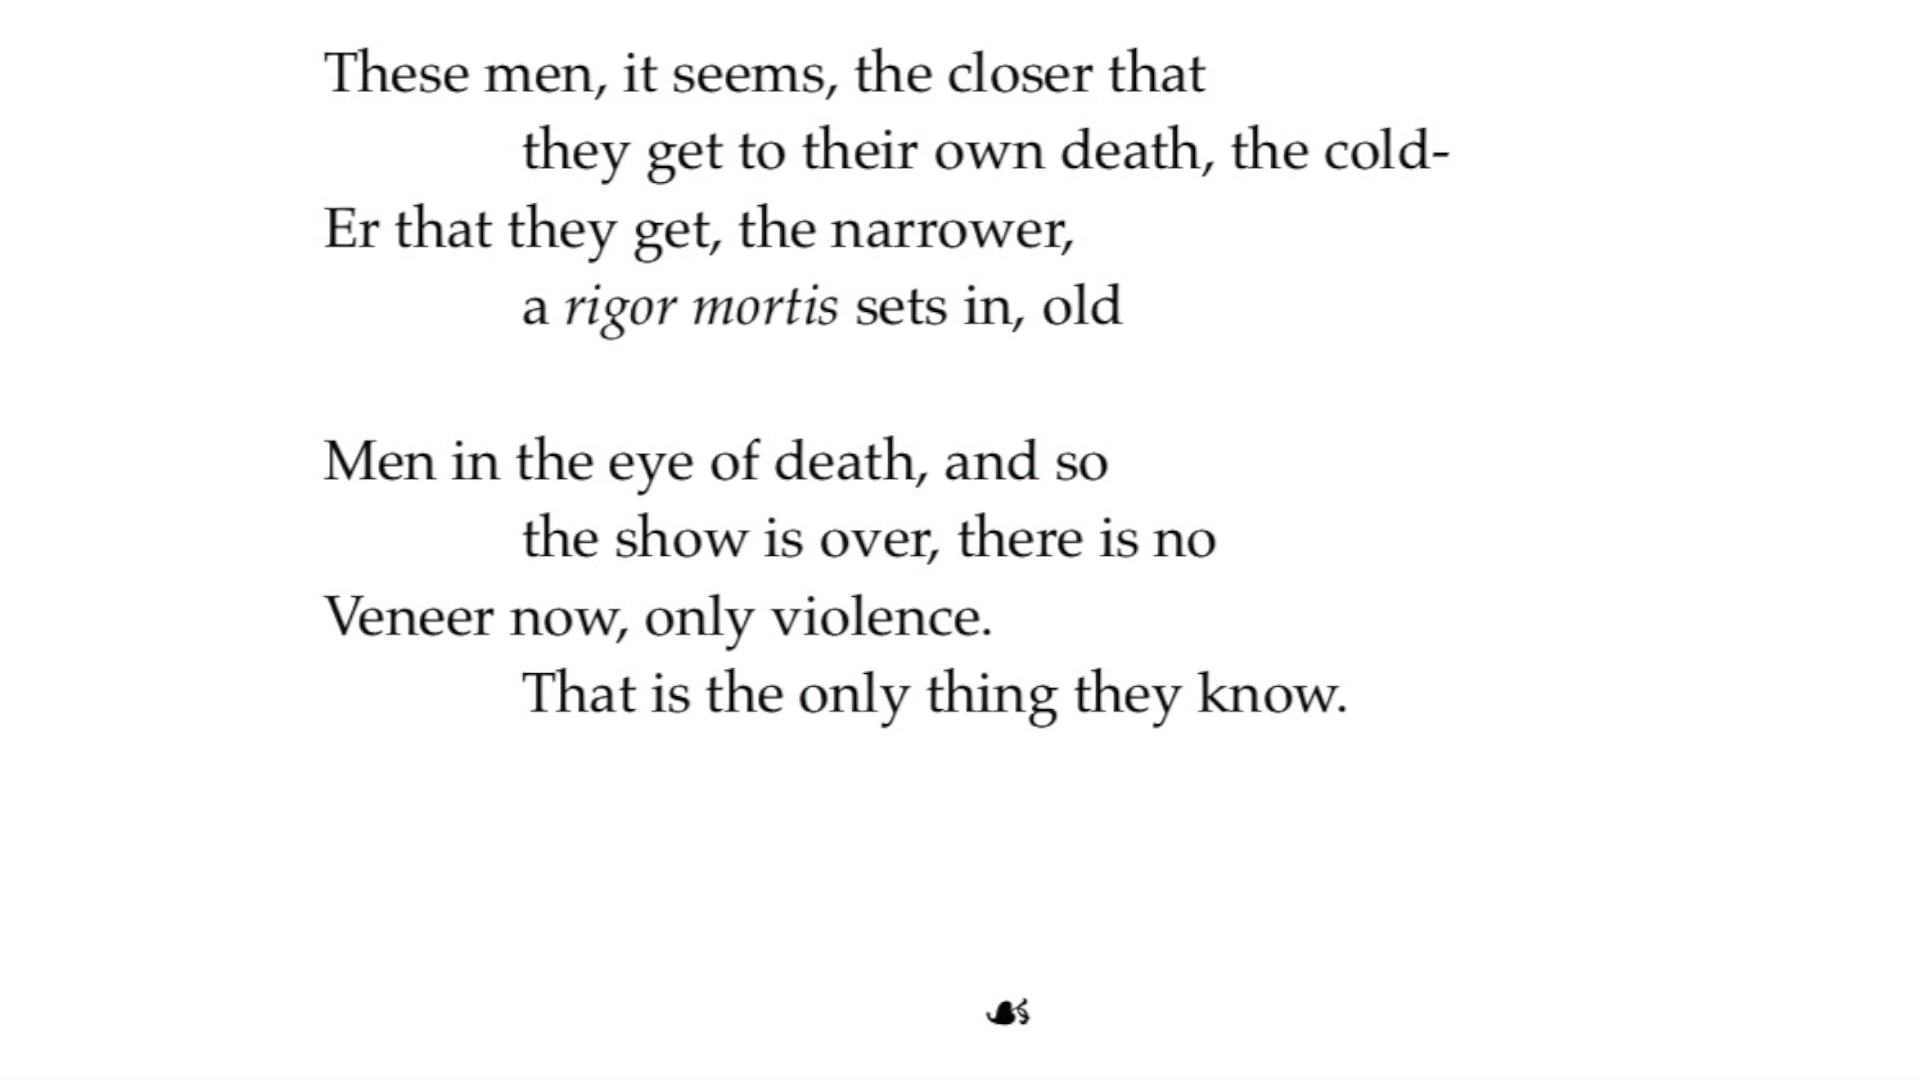 These men, it seems, the closer that
they get to their own death, the cold-
Er that they get, the narrower,
a rigor mortis sets in, old
Men in the eye of death, and so
the show is over, there is no
Veneer now, only violence.
That is the only thing they know.